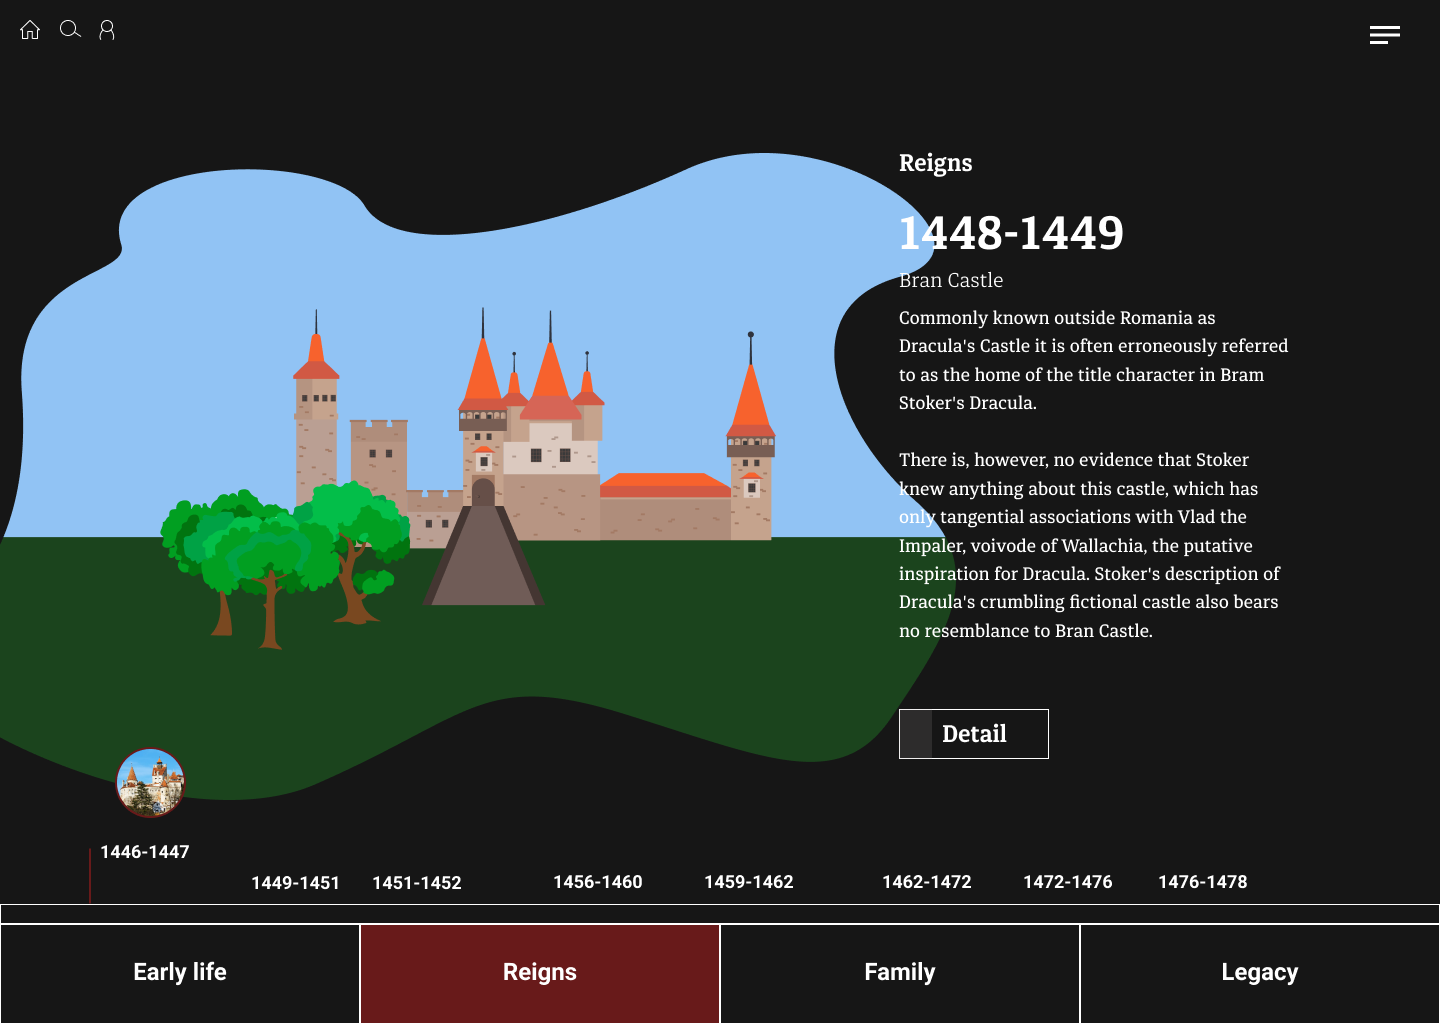 Reigns
1448-1449
Bran Castle
Commonly known outside Romania as
Dracula's Castle it is often erroneously referred
to as the home of the title character in Bram
Stoker's Dracula.
There is, however, no evidence that Stoker
knew anything about this castle, which has
only tangential associations with Vlad the
Impaler, voivode of Wallachia, the putative
inspiration for Dracula. Stoker's description of
Dracula's crumbling fictional castle also bears
no resemblance to Bran Castle.
Detail
1446-1447
1449-1451 1451-1452 1456-1460 1459-1462 1462-1472 1472-1476 1476-1478
Early life Reigns Family Legacy